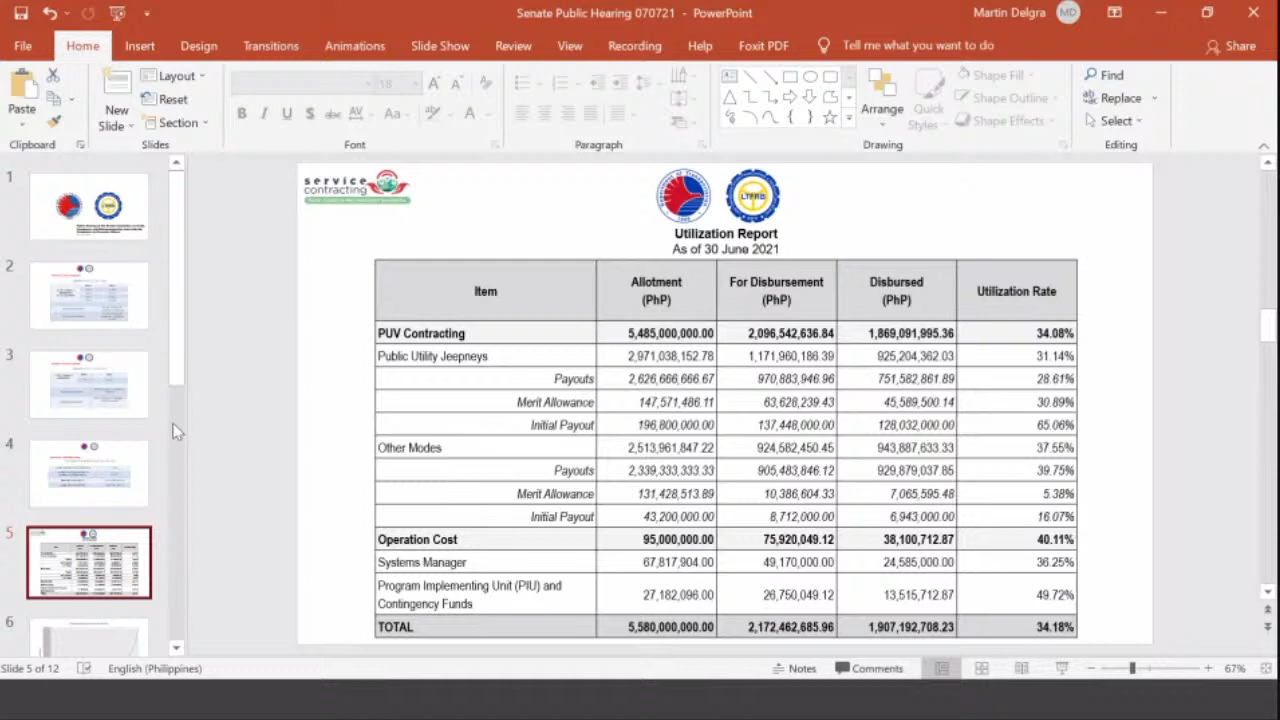 Senate Public Hearing 070721 - PowerPoint
Martin Delgra MD
File Home Insert Design Transitions Animations Slide Show Review View Recording Help Foxit PDF Tell me what you want to do Share
Paste
Clipboard
New Slide
Layout
Reset
Section
Slides
18
B I U S abc AV Aa A
Font
Paragraph
Arrange
Quick Styles
Shape Fill
Shape Outline
Shape Effects
Drawing
Find
Replace
Select
Editing
1
2
3
4
5
6
service
contracting
LTFRB
Utilization Report
As of 30 June 2021
Item Allotment (PhP) For Disbursement (PhP) Disbursed (PhP) Utilization Rate
PUV Contracting 5,485,000,000.00 2,096,542,636.84 1,869,091,995.36 34.08%
Public Utility Jeepneys 2,971,038,152.78 1,171,960,186.39 925,204,362.03 31.14%
Payouts 2,626,666,666.67 970,883,946.96 751,582,861.89 28.61%
Merit Allowance 147,571,486.11 63,628,239.43 45,589,500.14 30.89%
Initial Payout 196,800,000.00 137,448,000.00 128,032,000.00 65.06%
Other Modes 2,513,961,847.22 924,582,450.45 943,887,633.33 37.55%
Payouts 2,339,333,333.33 905,483,846.12 929,879,037.85 39.75%
Merit Allowance 131,428,513.89 10,386,604.33 7,065,595.48 5.38%
Initial Payout 43,200,000.00 8,712,000.00 6,943,000.00 16.07%
Operation Cost 95,000,000.00 75,920,049.12 38,100,712.87 40.11%
Systems Manager 67,817,904.00 49,170,000.00 24,585,000.00 36.25%
Program Implementing Unit (PIU) and Contingency Funds 27,182,096.00 26,750,049.12 13,515,712.87 49.72%
TOTAL 5,580,000,000.00 2,172,462,685.96 1,907,192,708.23 34.18%
Slide 5 of 12 English (Philippines) Notes Comments 67%